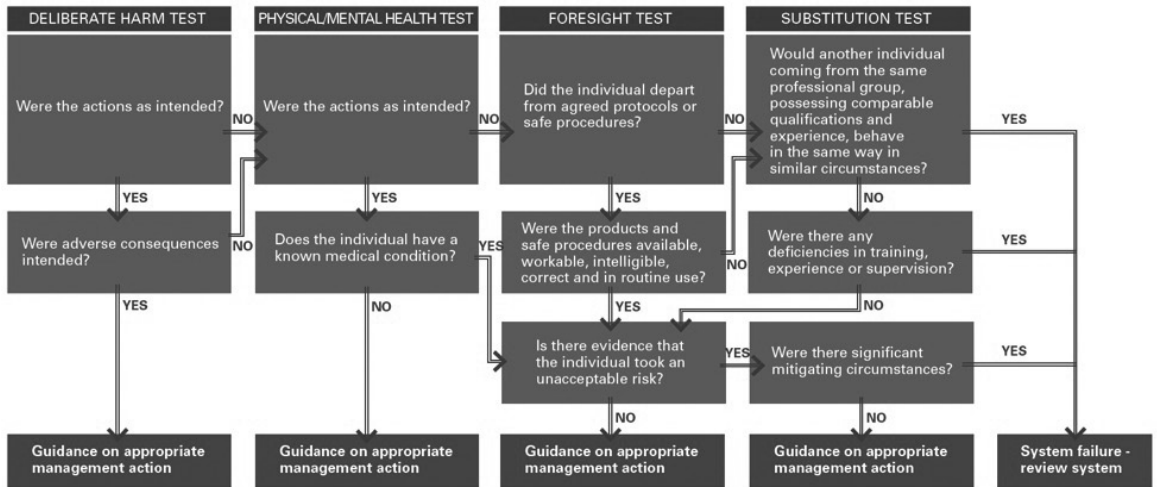 DELIBERATE HARM TEST
PHYSICAL/MENTAL HEALTH TEST
FORESIGHT TEST
SUBSTITUTION TEST
Were the actions as intended?
NO
YES
Were adverse consequences
intended?
NO
YES
Guidance on appropriate
management action
Were the actions as intended?
NO
YES
Does the individual have a
known medical condition?
YES
NO
Guidance on appropriate
management action
Did the individual depart
from agreed protocols or
safe procedures?
NO
YES
Were the products and
safe procedures available,
workable, intelligible,
correct and in routine use?
NO
YES
Is there evidence that
the individual took an
unacceptable risk?
YES
NO
Guidance on appropriate
management action
Would another individual
coming from the same
professional group,
possessing comparable
qualifications and
experience, behave
in the same way in
similar circumstances?
YES
NO
Were there any
deficiencies in training,
experience or supervision?
YES
NO
Were there significant
mitigating circumstances?
YES
NO
Guidance on appropriate
management action
System failure -
review system